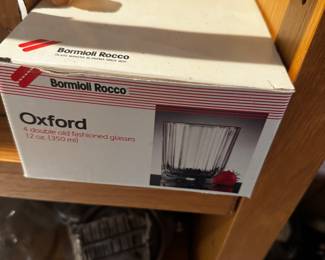 Bormioli Rocco
Bormioli Rocco
Oxford
4 double old fashioned glasses
12 oz. (350 ml)